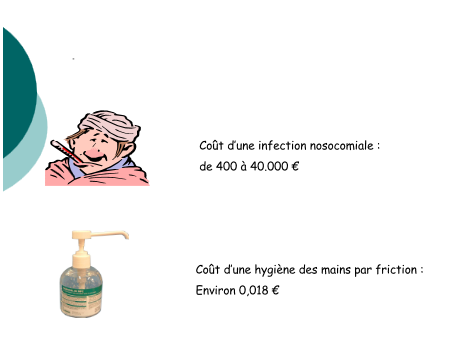 Coût d'une infection nosocomiale :
de 400 à 40.000 €
Coût d'une hygiène des mains par friction :
Environ 0,018 €